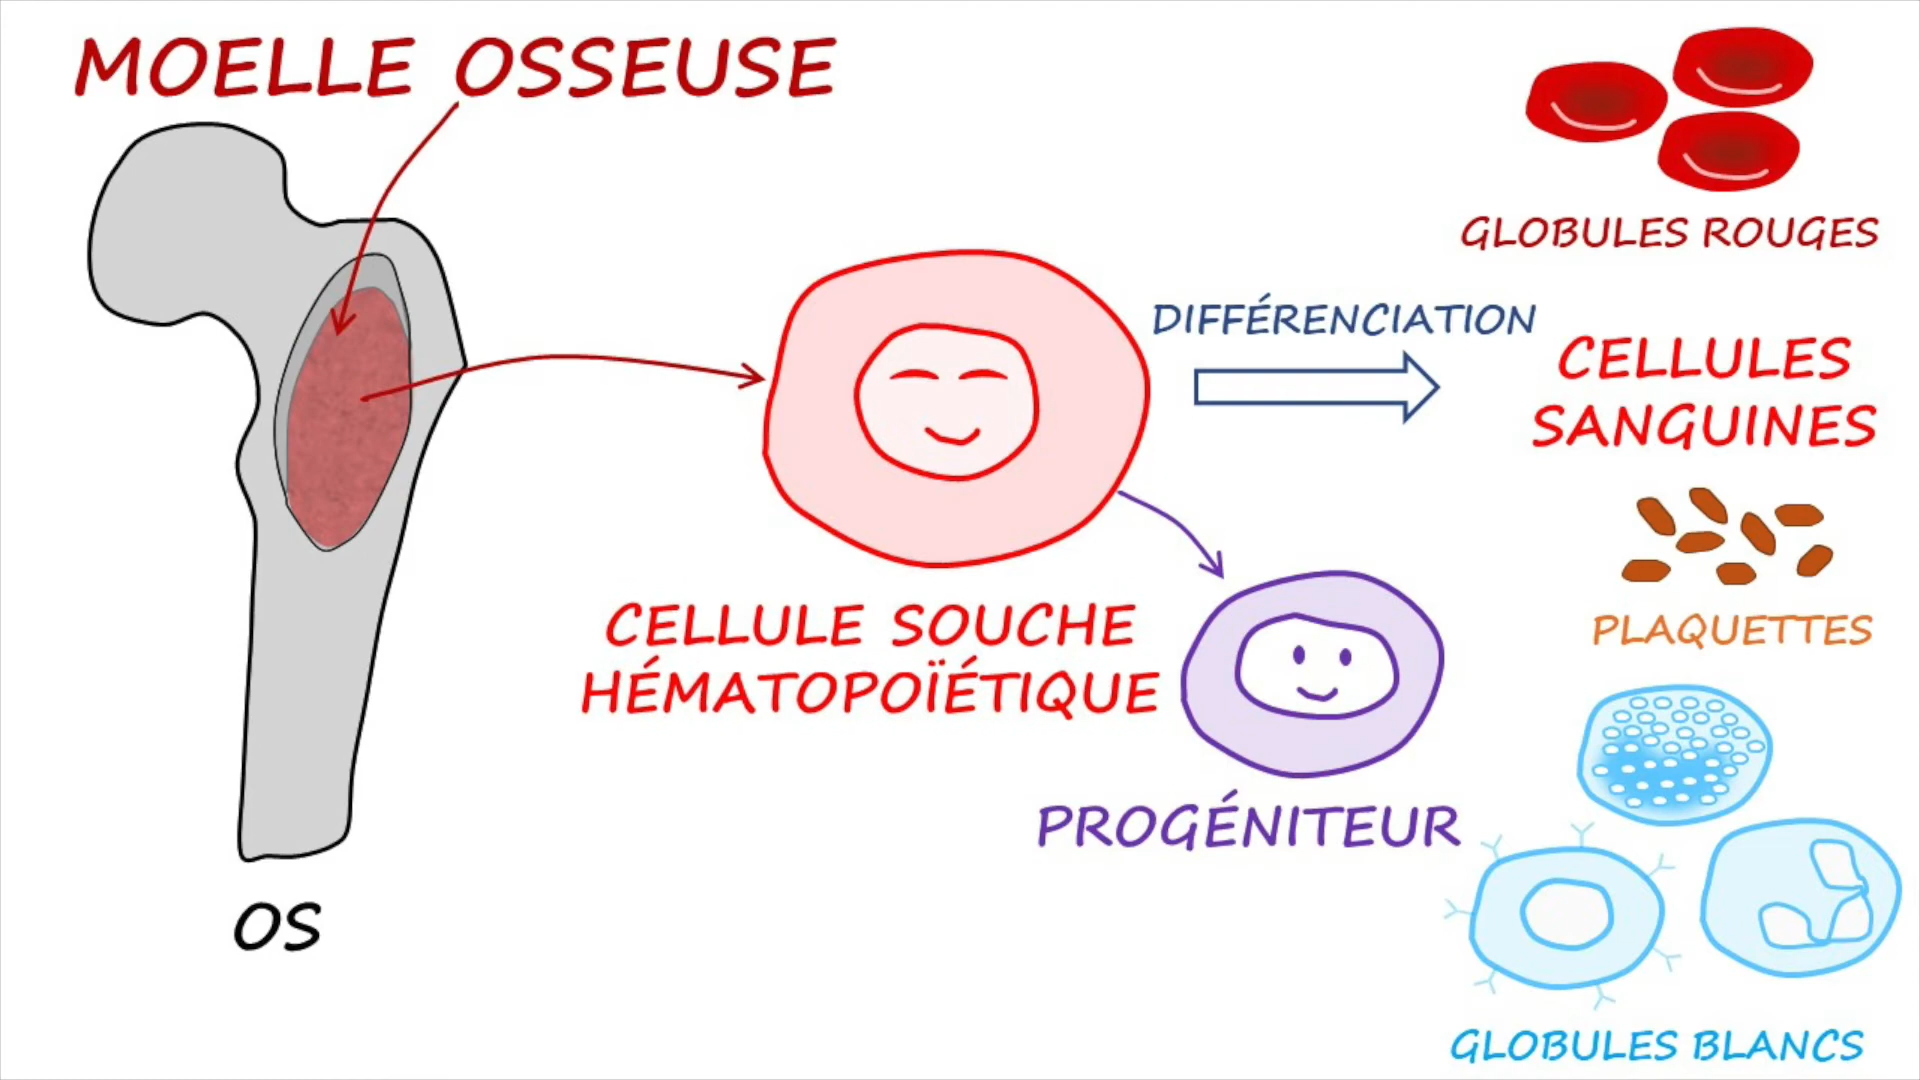 MOELLE OSSEUSE
GLOBULES ROUGES
DIFFÉRENCIATION
CELLULES
SANGUINES
CELLULE SOUCHE
HÉMATOPOÏÉTIQUE
PLAQUETTES
PROGÉNITEUR
OS
GLOBULES BLANCS